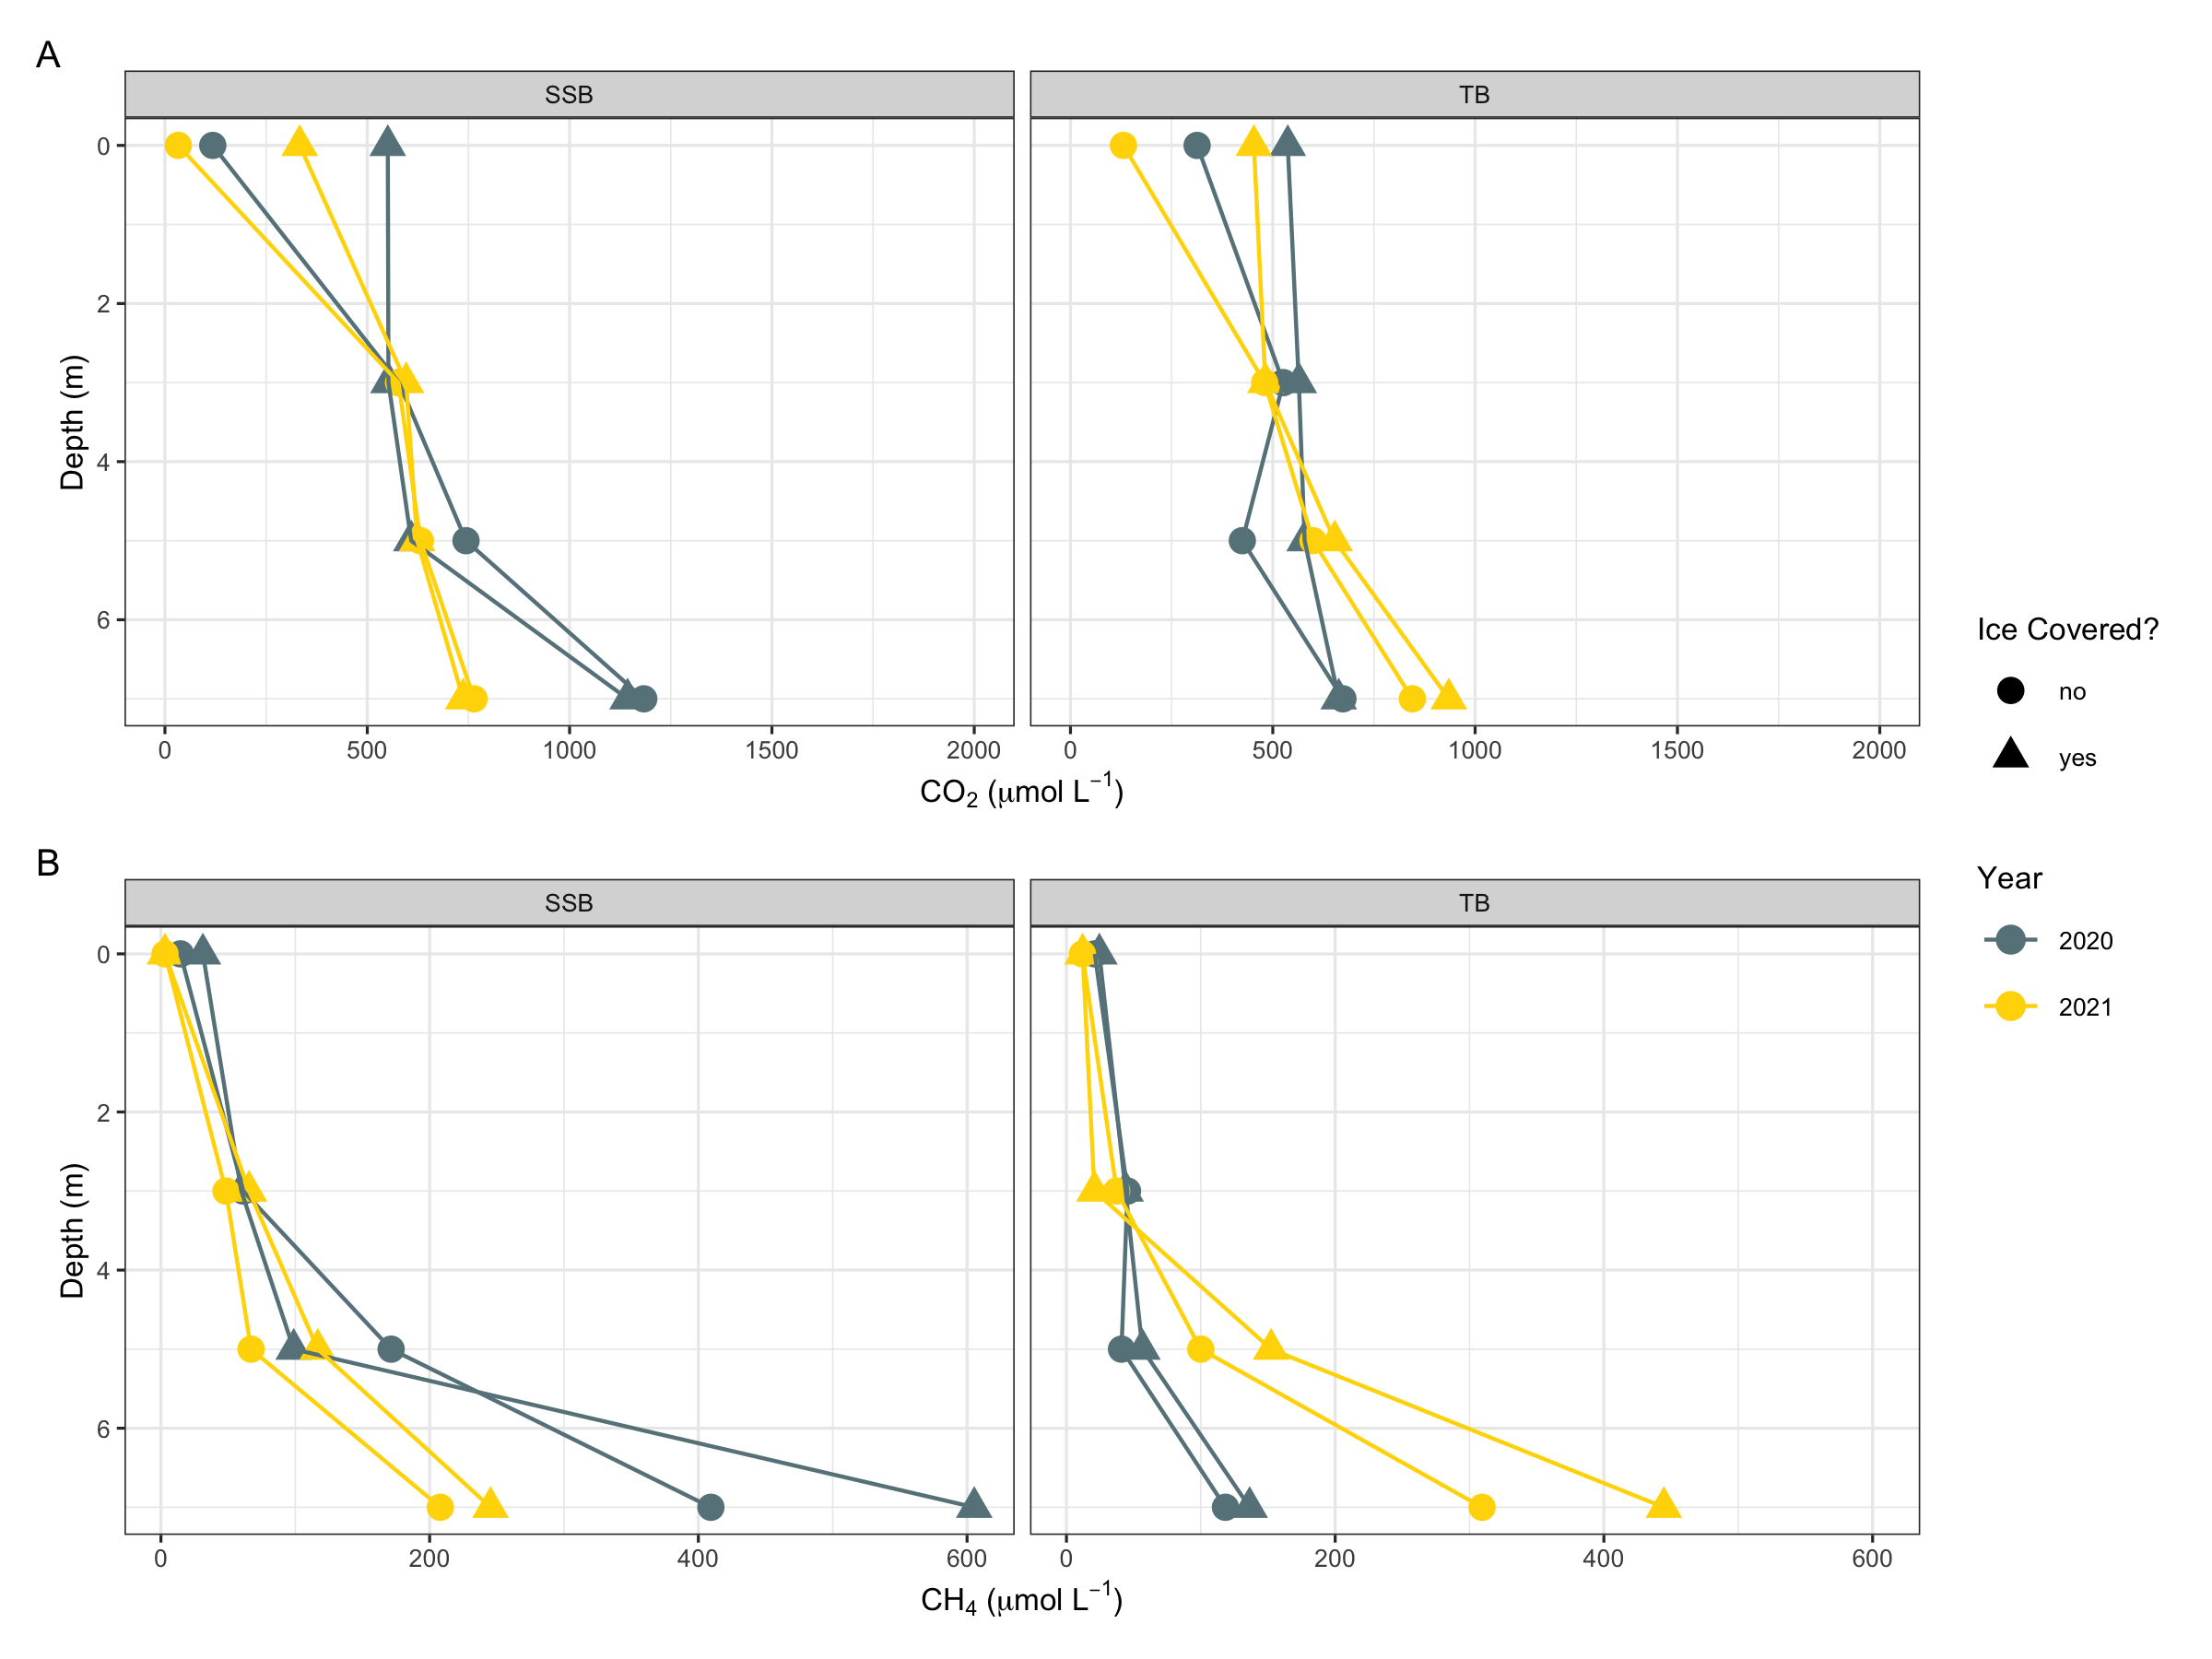 A
SSB
TB
0
2
4
6
Depth (m)
0 500 1000 1500 2000
0 500 1000 1500 2000
CO₂ (μmol L⁻¹)
B
SSB
TB
0
2
4
6
Depth (m)
0 200 400 600
0 200 400 600
CH₄ (μmol L⁻¹)
Ice Covered?
no
yes
Year
2020
2021